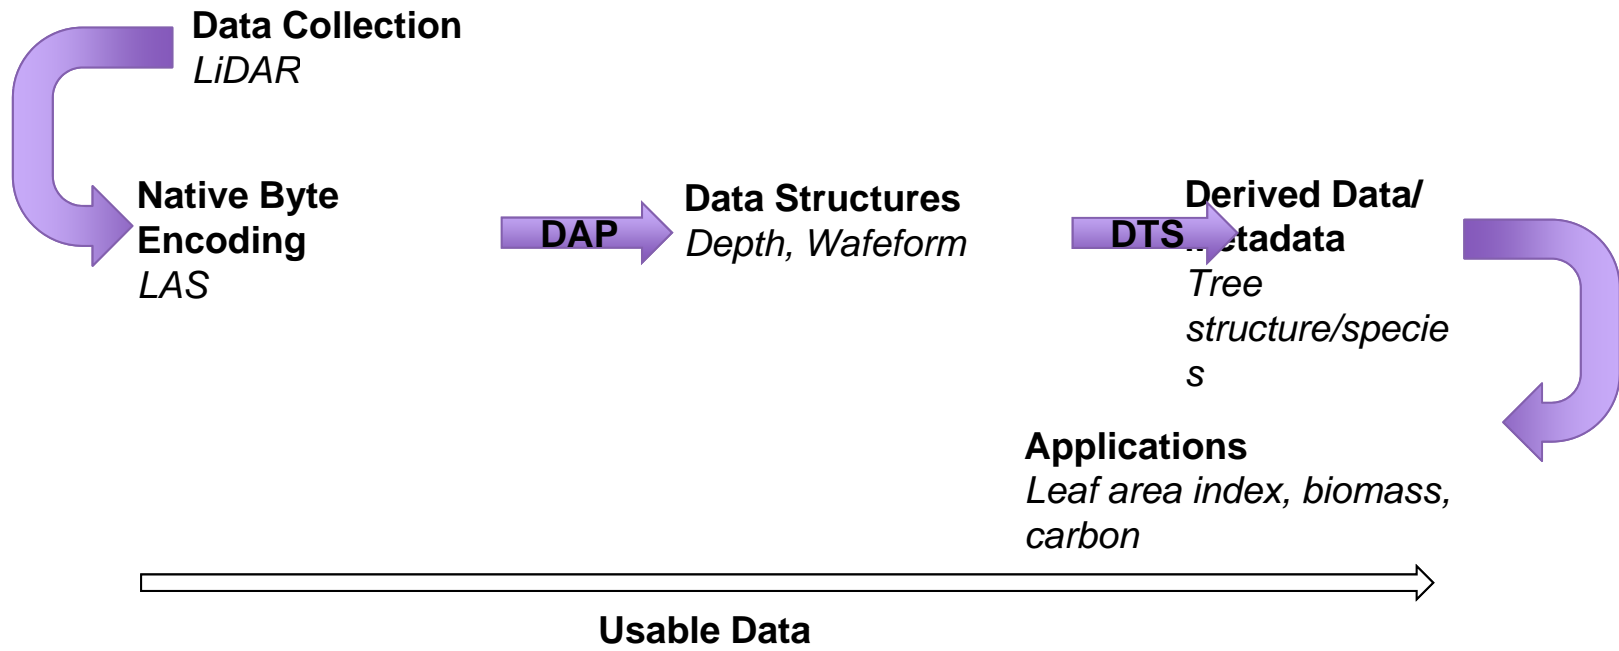 Data Collection
LiDAR
Native Byte
Encoding
LAS
DAP
Data Structures
Depth, Wafeform
DTS
Derived Data/
Metadata
Tree
structure/specie
s
Applications
Leaf area index, biomass,
carbon
Usable Data